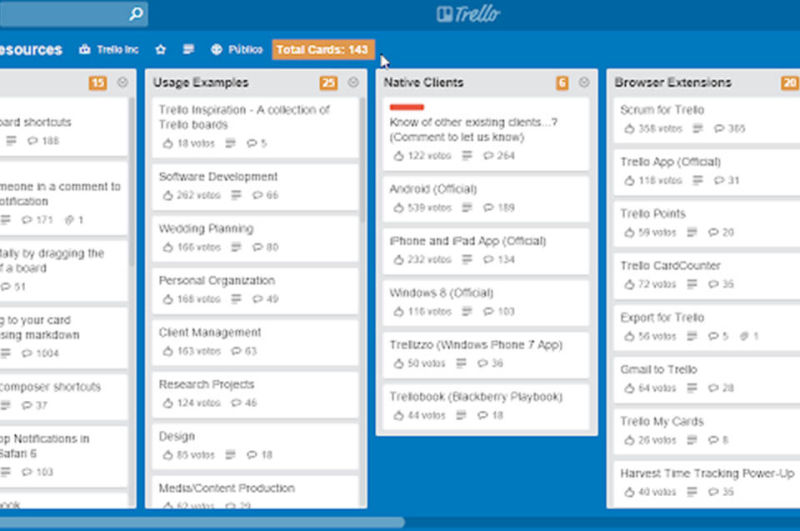 Trello
esources
Trello Inc
Público
Total Cards: 143
15
ard shortcuts
188
meone in a comment to
otification
171 1
ally by dragging the
f a board
51
g to your card
sing markdown
1004
composer shortcuts
37
op Notifications in
Safari 6
103
ook
Usage Examples
25
Trello Inspiration - A collection of
Trello boards
18 votos 5
Software Development
262 votos 66
Wedding Planning
166 votos 80
Personal Organization
168 votos 49
Client Management
163 votos 63
Research Projects
124 votos 46
Design
85 votos 18
Media/Content Production
62 votos 29
Native Clients
6
Know of other existing clients...?
(Comment to let us know)
122 votos 264
Android (Official)
539 votos 189
iPhone and iPad App (Official)
232 votos 134
Windows 8 (Official)
116 votos 103
Trellizzo (Windows Phone 7 App)
50 votos 36
Trellobook (Blackberry Playbook)
44 votos 18
Browser Extensions
20
Scrum for Trello
358 votos 365
Trello App (Official)
118 votos 31
Trello Points
59 votos 20
Trello CardCounter
72 votos 35
Export for Trello
56 votos 5 1
Gmail to Trello
64 votos 28
Trello My Cards
26 votos 8
Harvest Time Tracking Power-Up
40 votos 35